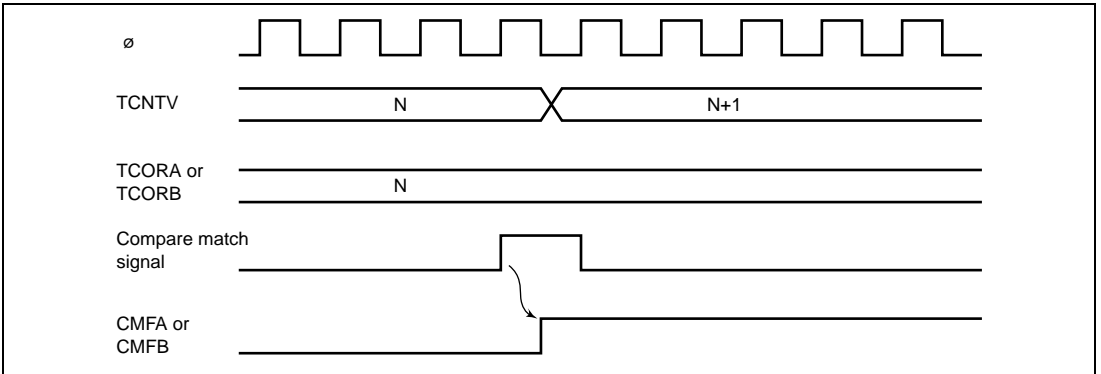 ø
TCNTV
N
N+1
TCORA or
TCORB
N
Compare match
signal
CMFA or
CMFB